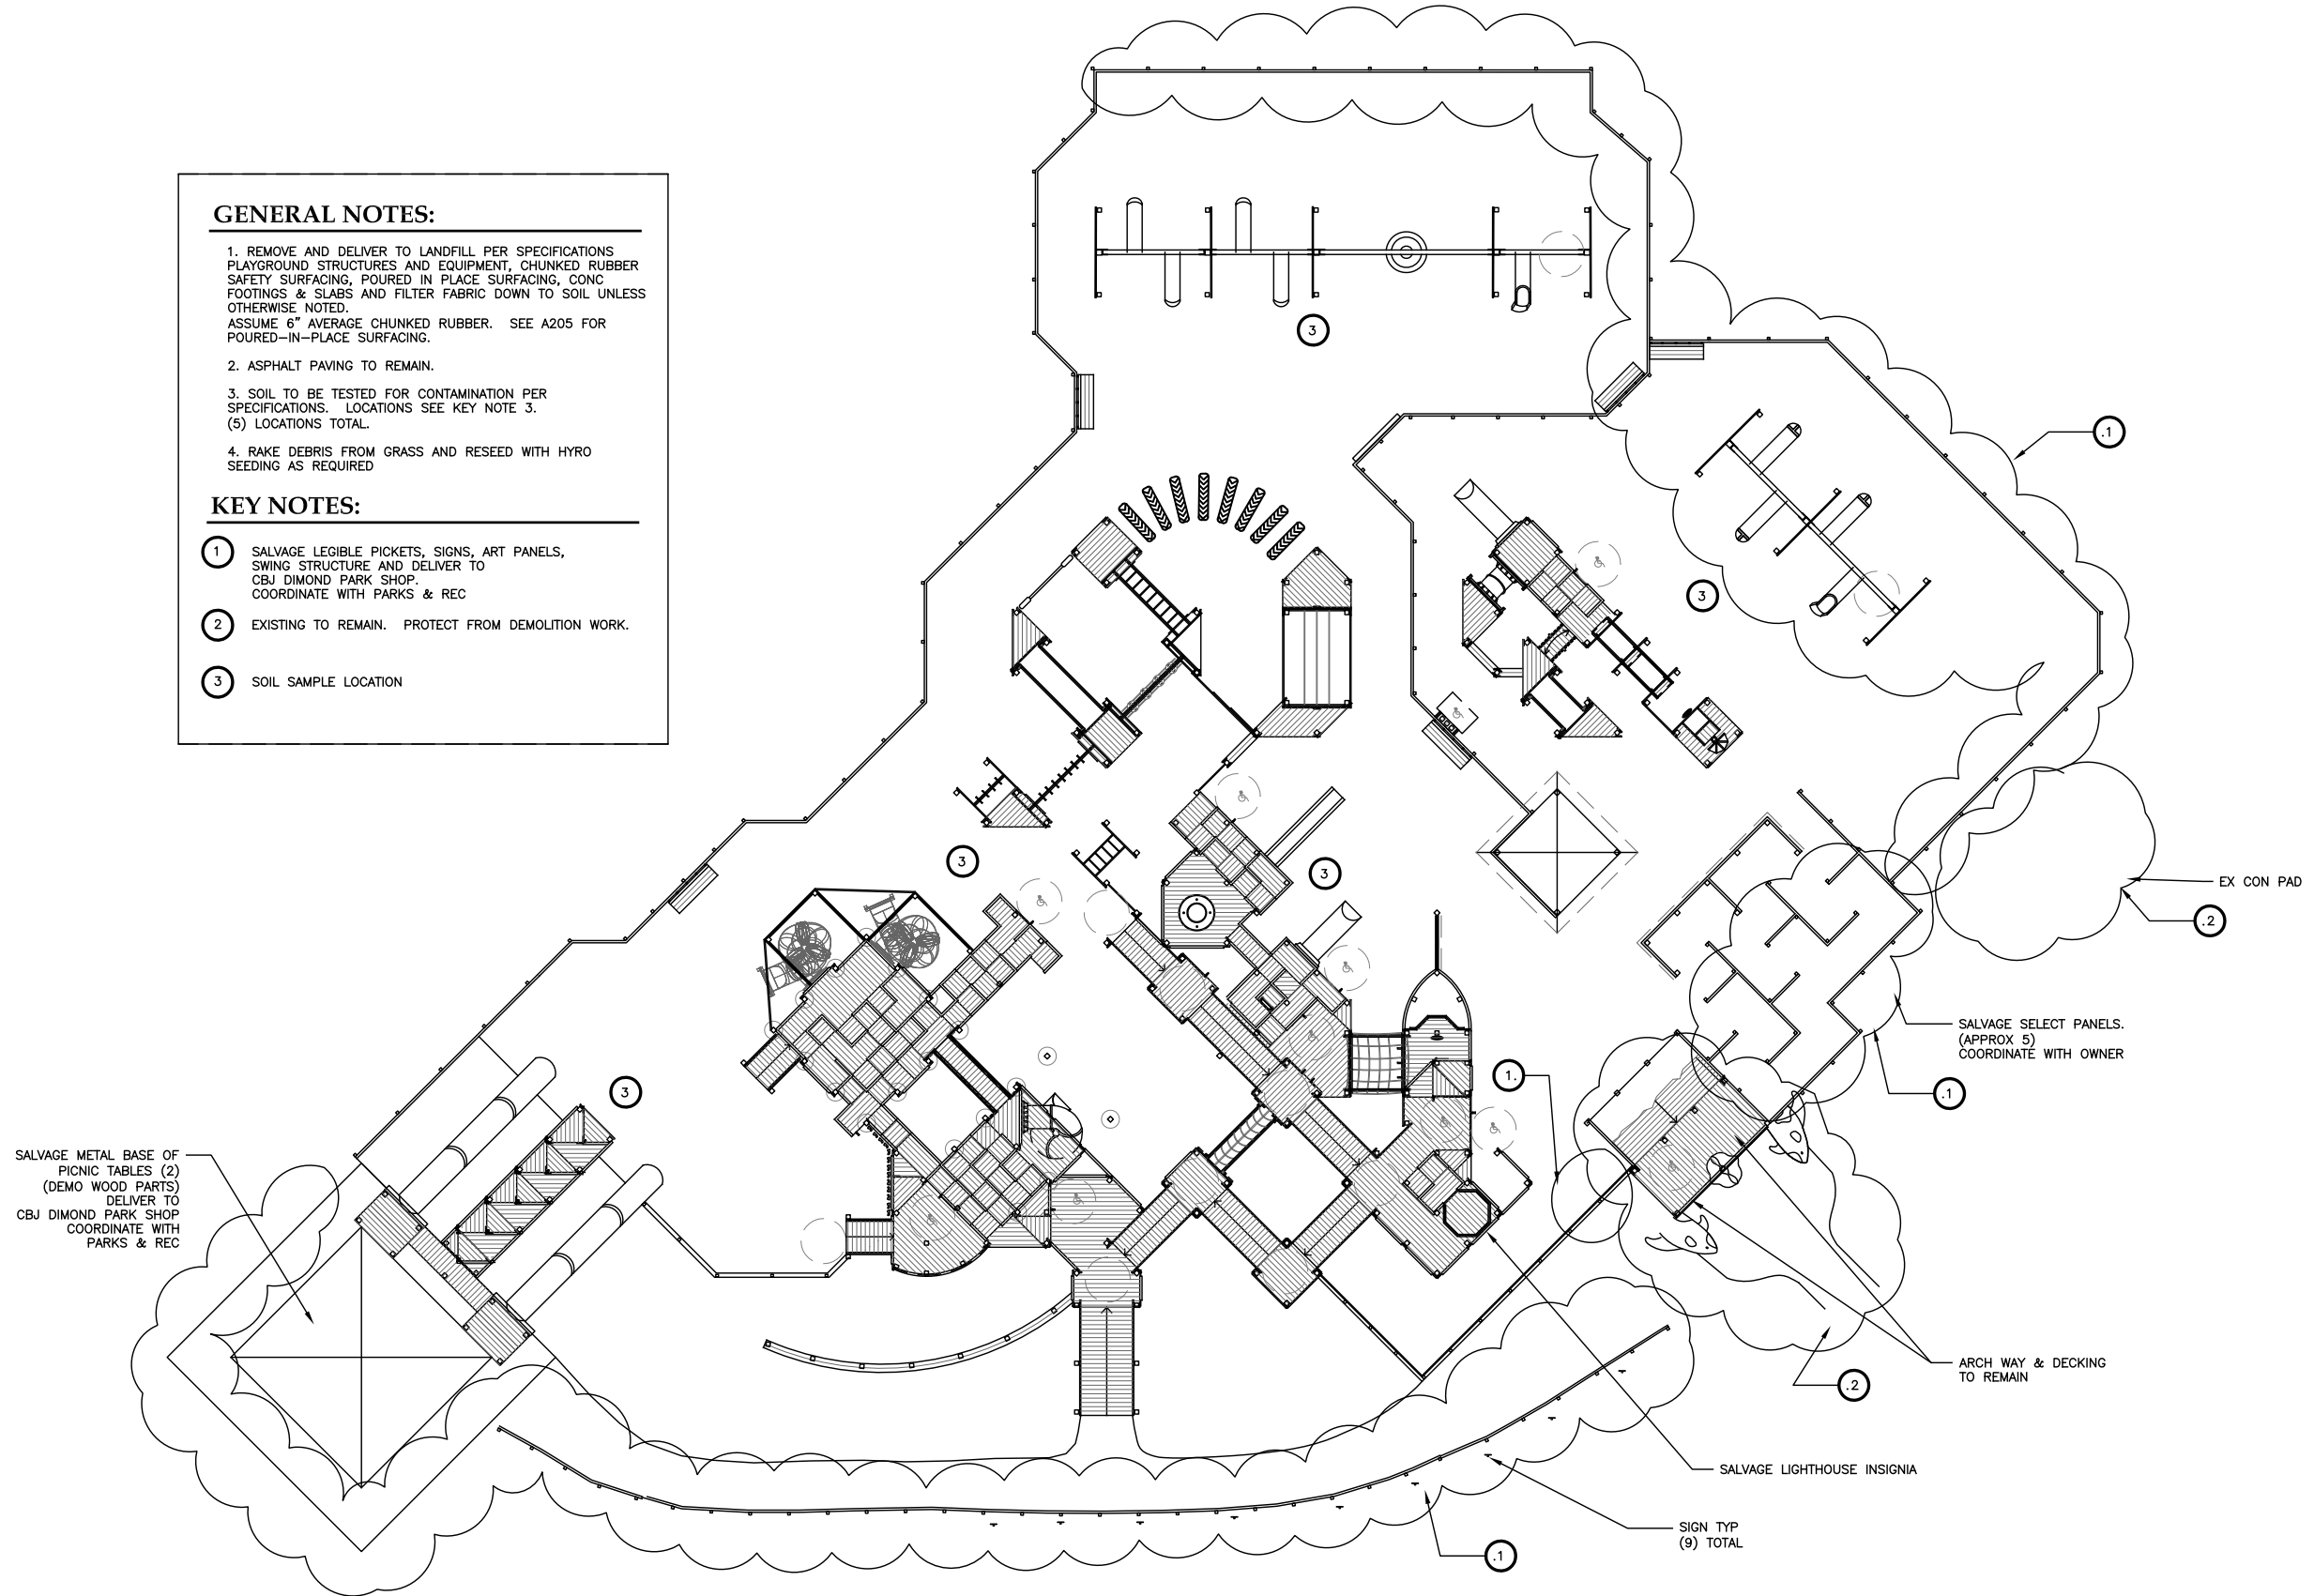 GENERAL NOTES:
1. REMOVE AND DELIVER TO LANDFILL PER SPECIFICATIONS
PLAYGROUND STRUCTURES AND EQUIPMENT, CHUNKED RUBBER
SAFETY SURFACING, POURED IN PLACE SURFACING, CONC
FOOTINGS & SLABS AND FILTER FABRIC DOWN TO SOIL UNLESS
OTHERWISE NOTED.
ASSUME 6" AVERAGE CHUNKED RUBBER. SEE A205 FOR
POURED-IN-PLACE SURFACING.
2. ASPHALT PAVING TO REMAIN.
3. SOIL TO BE TESTED FOR CONTAMINATION PER
SPECIFICATIONS. LOCATIONS SEE KEY NOTE 3.
(5) LOCATIONS TOTAL.
4. RAKE DEBRIS FROM GRASS AND RESEED WITH HYRO
SEEDING AS REQUIRED
KEY NOTES:
1 SALVAGE LEGIBLE PICKETS, SIGNS, ART PANELS,
SWING STRUCTURE AND DELIVER TO
CBJ DIMOND PARK SHOP.
COORDINATE WITH PARKS & REC
2 EXISTING TO REMAIN. PROTECT FROM DEMOLITION WORK.
3 SOIL SAMPLE LOCATION
3
.1
3
3
3
EX CON PAD
.2
SALVAGE SELECT PANELS.
(APPROX 5)
COORDINATE WITH OWNER
1.
3
.1
SALVAGE METAL BASE OF
PICNIC TABLES (2)
(DEMO WOOD PARTS)
DELIVER TO
CBJ DIMOND PARK SHOP
COORDINATE WITH
PARKS & REC
ARCH WAY & DECKING
TO REMAIN
.2
SALVAGE LIGHTHOUSE INSIGNIA
SIGN TYP
(9) TOTAL
.1